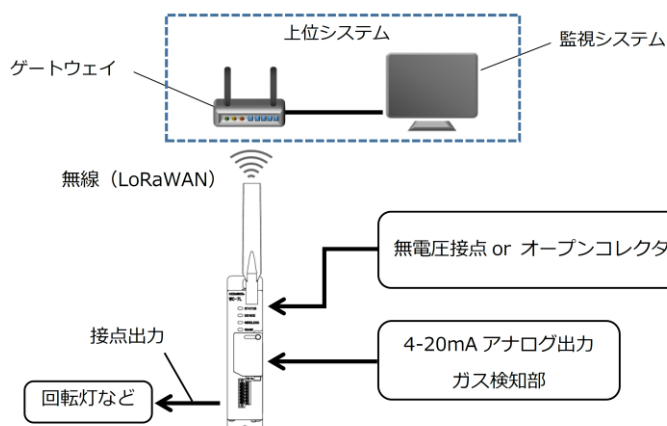 上位システム
監視システム
ゲートウェイ
無線（LoRaWAN）
無電圧接点 or オープンコレクタ
接点出力
4-20mA アナログ出力
ガス検知部
回転灯など